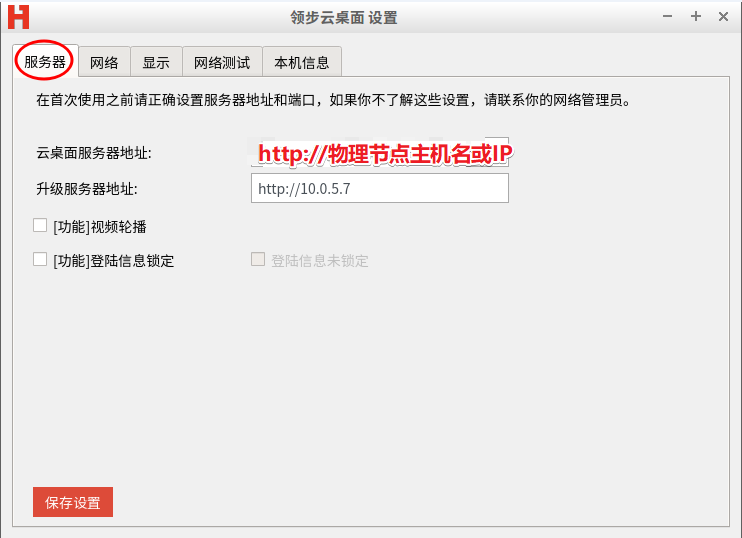 领步云桌面 设置
服务器 网络 显示 网络测试 本机信息
在首次使用之前请正确设置服务器地址和端口，如果你不了解这些设置，请联系你的网络管理员。
云桌面服务器地址: http://物理节点主机名或IP
升级服务器地址: http://10.0.5.7
[功能]视频轮播
[功能]登陆信息锁定 登陆信息未锁定
保存设置